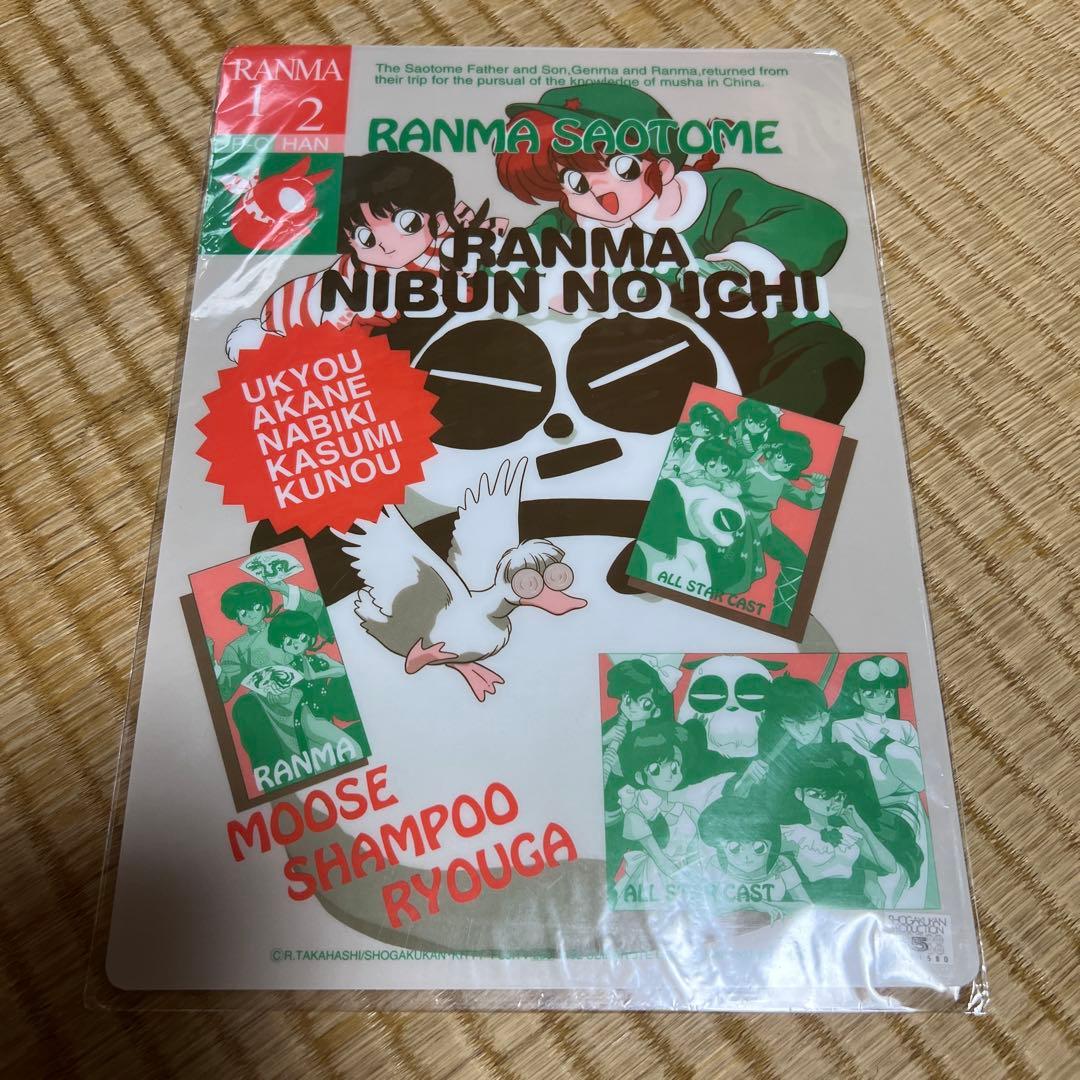 RANMA
1 2
HAN
The Saotome Father and Son,Genma and Ranma,returned from
their trip for the pursual of the knowledge of musha in China.
RANMA SAOTOME
RANMA
NIBUN NO ICHI
UKYOU
AKANE
NABIKI
KASUMI
KUNOU
ALL STAR CAST
RANMA
MOOSE
SHAMPOO
RYOUGA
ALL STAR CAST
SHOGAKUKAN
PRODUCTION
©R.TAKAHASHI/SHOGAKUKAN